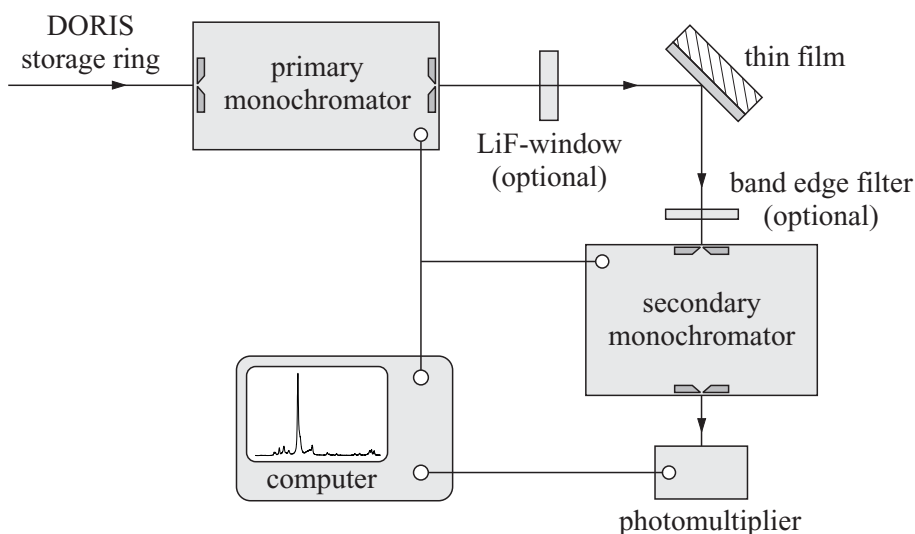 DORIS
storage ring
primary
monochromator
thin film
LiF-window
(optional)
band edge filter
(optional)
secondary
monochromator
computer
photomultiplier